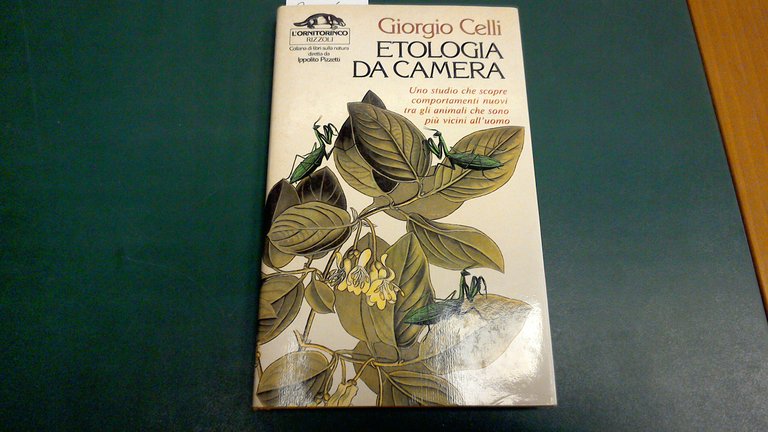 L'ORNITORINCO
RIZZOLI
Collana di libri sulla natura
diretta da
Ippolito Pizzetti
Giorgio Celli
ETOLOGIA
DA CAMERA
Uno studio che scopre
comportamenti nuovi
tra gli animali che sono
più vicini all'uomo